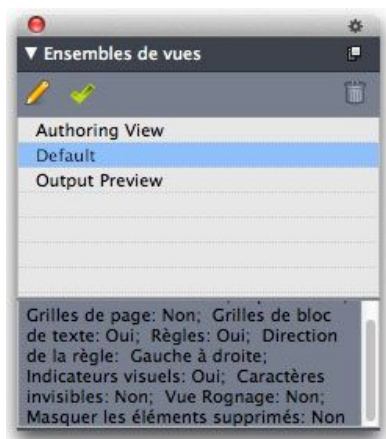 ▼ Ensembles de vues
Authoring View
Default
Output Preview
Grilles de page: Non; Grilles de bloc
de texte: Oui; Règles: Oui; Direction
de la règle: Gauche à droite;
Indicateurs visuels: Oui; Caractères
invisibles: Non; Vue Rognage: Non;
Masquer les éléments supprimés: Non